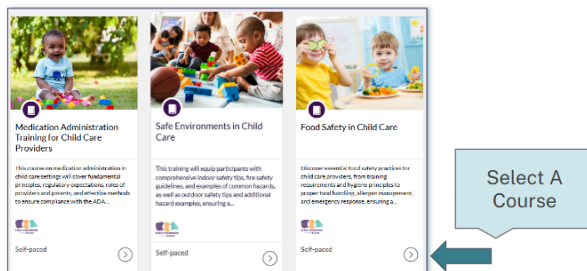 Medication Administration
Training for Child Care
Providers
This course on medication administration in
child care settings will cover fundamental
principles, regulatory expectations, roles of
providers and parents, and effective methods
to ensure compliance with the ADA...
Self-paced
Safe Environments in Child
Care
This training will equip participants with
comprehensive indoor safety tips, fire safety
guidelines, and examples of common hazards,
as well as outdoor safety tips and additional
hazard examples, ensuring a...
Self-paced
Food Safety in Child Care
Discover essential food safety practices for
child care providers, from training
requirements and hygiene principles to
proper food handling, allergen management,
and emergency response, ensuring a...
Self-paced
Select A
Course